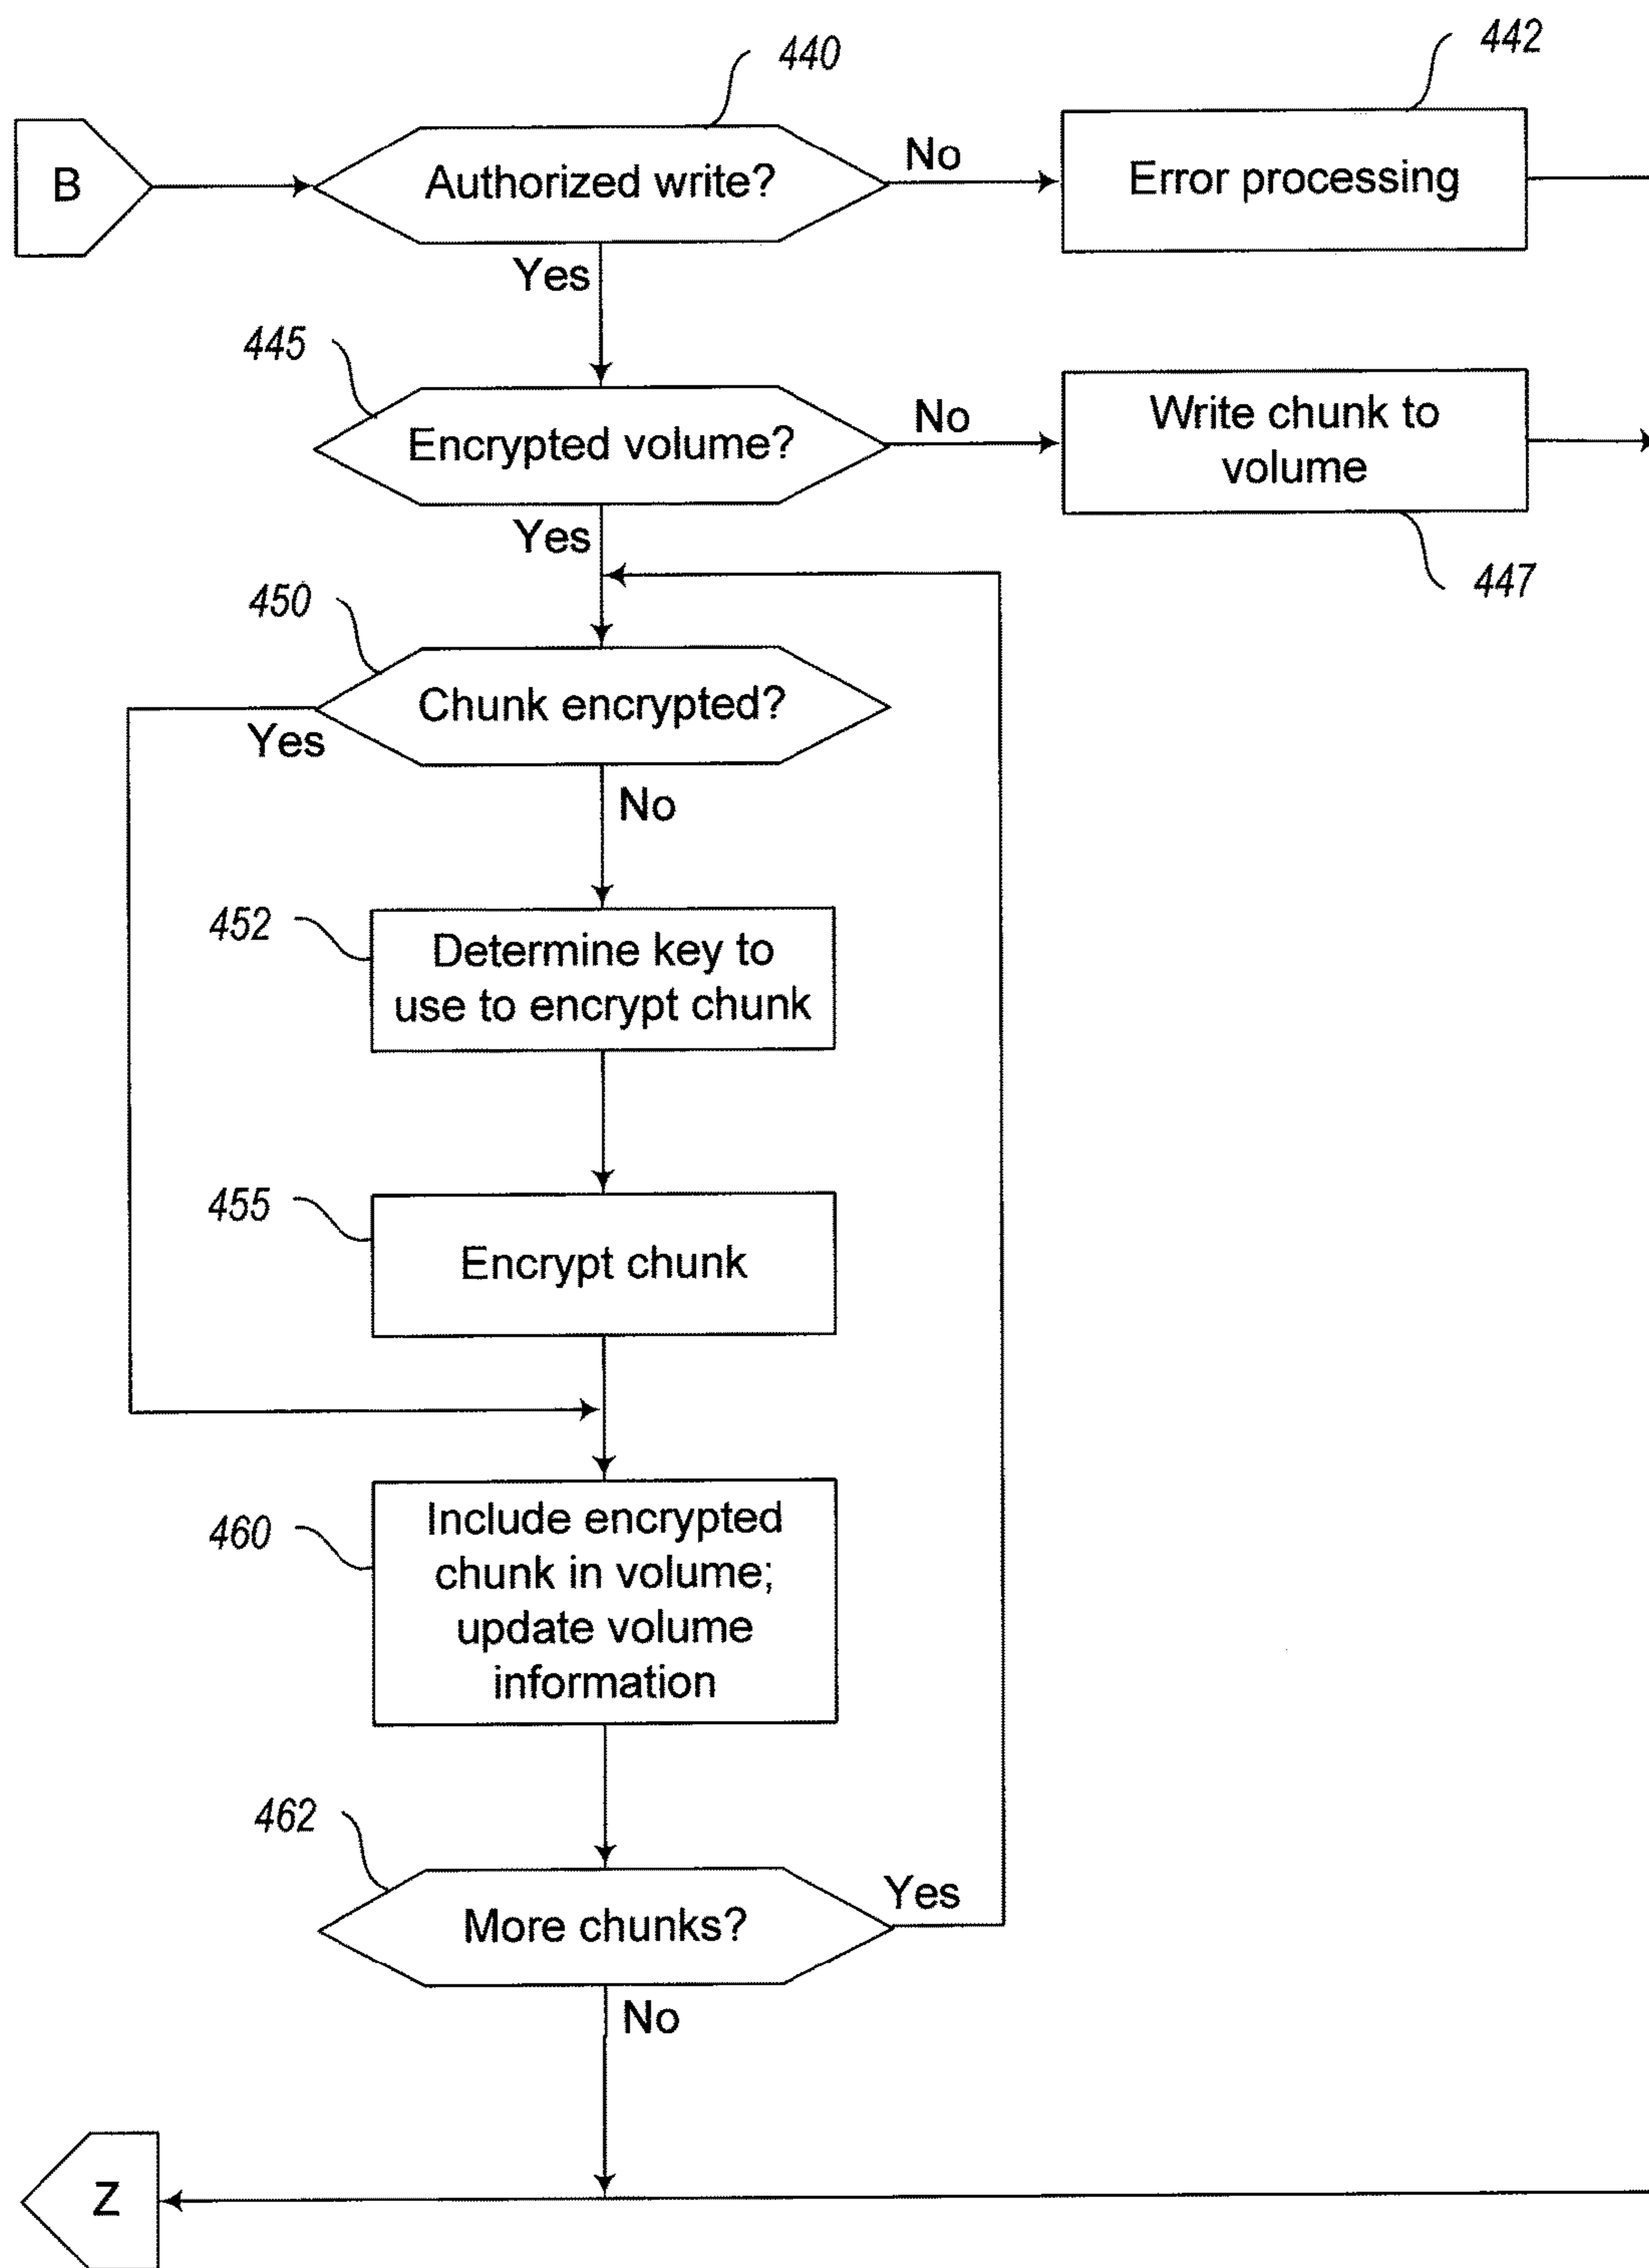 440
442
B
Authorized write?
No
Error processing
Yes
445
Encrypted volume?
No
Write chunk to
volume
447
Yes
450
Chunk encrypted?
Yes
No
452
Determine key to
use to encrypt chunk
455
Encrypt chunk
460
Include encrypted
chunk in volume;
update volume
information
462
More chunks?
Yes
No
Z